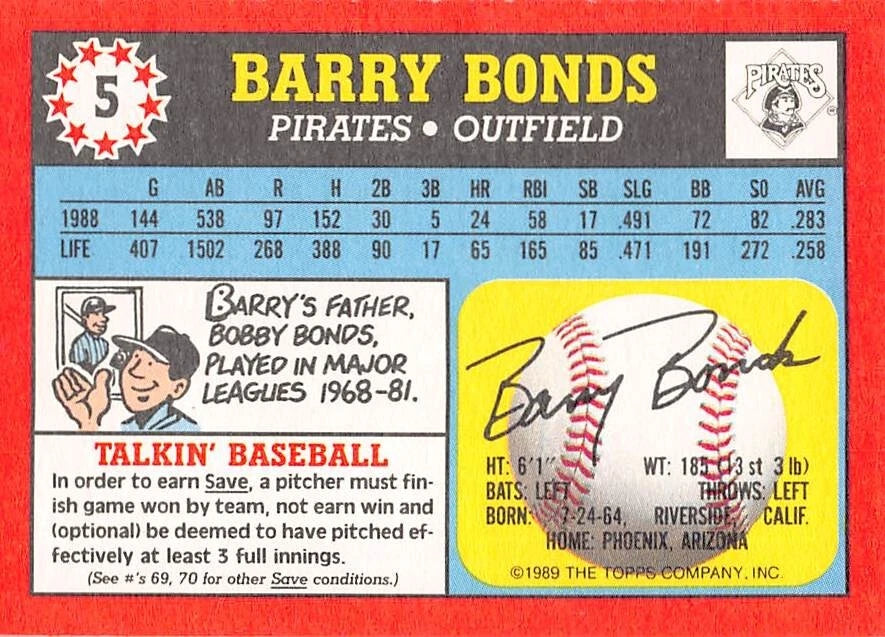 5
BARRY BONDS
PIRATES • OUTFIELD
PIRATES
G AB R H 2B 3B HR RBI SB SLG BB SO AVG
1988 144 538 97 152 30 5 24 58 17 .491 72 82 .283
LIFE 407 1502 268 388 90 17 65 165 85 .471 191 272 .258
BARRY'S FATHER,
BOBBY BONDS,
PLAYED IN MAJOR
LEAGUES 1968-81.
TALKIN' BASEBALL
In order to earn Save, a pitcher must fin-
ish game won by team, not earn win and
(optional) be deemed to have pitched ef-
fectively at least 3 full innings.
(See #'s 69, 70 for other Save conditions.)
Barry Bonds
HT: 6'1" WT: 185 (13 st 3 lb)
BATS: LEFT THROWS: LEFT
BORN: 7-24-64, RIVERSIDE, CALIF.
HOME: PHOENIX, ARIZONA
©1989 THE TOPPS COMPANY, INC.